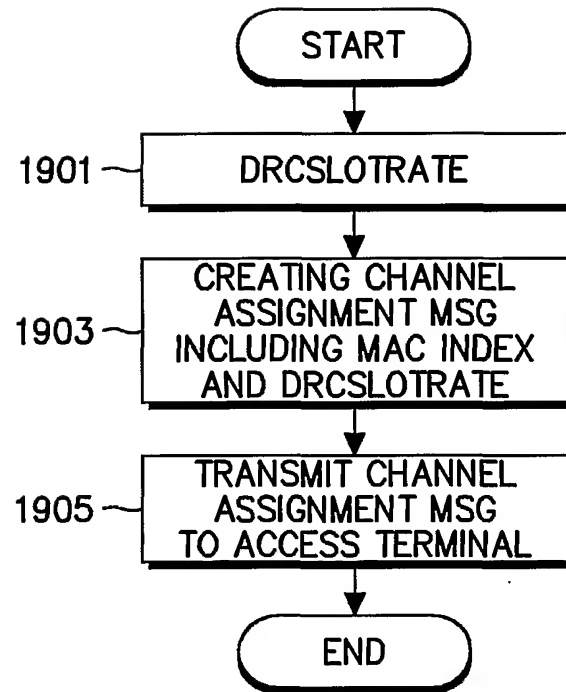 START
1901
DRCSLOTRATE
1903
CREATING CHANNEL
ASSIGNMENT MSG
INCLUDING MAC INDEX
AND DRCSLOTRATE
1905
TRANSMIT CHANNEL
ASSIGNMENT MSG
TO ACCESS TERMINAL
END